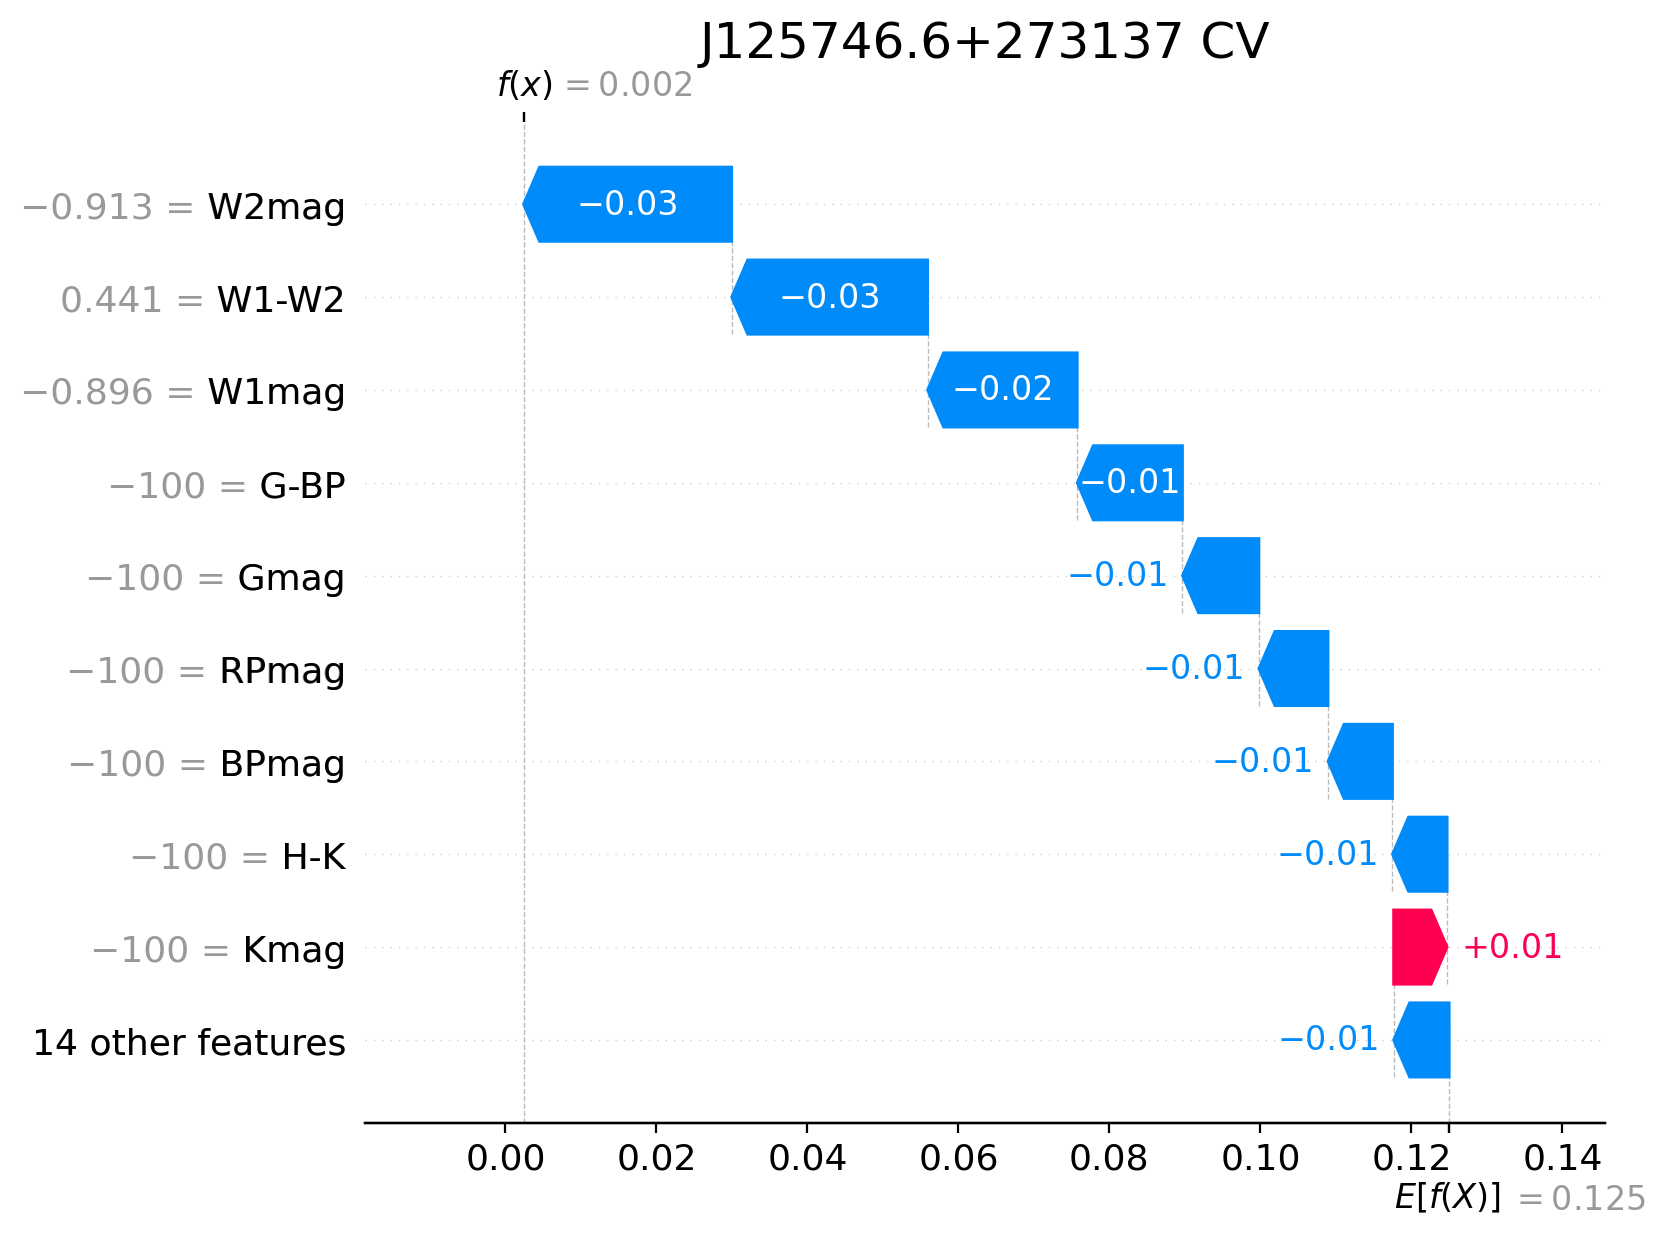 J125746.6+273137 CV
f(x) = 0.002
−0.913 = W2mag −0.03
0.441 = W1-W2 −0.03
−0.896 = W1mag −0.02
−100 = G-BP −0.01
−100 = Gmag −0.01
−100 = RPmag −0.01
−100 = BPmag −0.01
−100 = H-K −0.01
−100 = Kmag +0.01
14 other features −0.01
0.00 0.02 0.04 0.06 0.08 0.10 0.12 0.14
E[f(X)] = 0.125